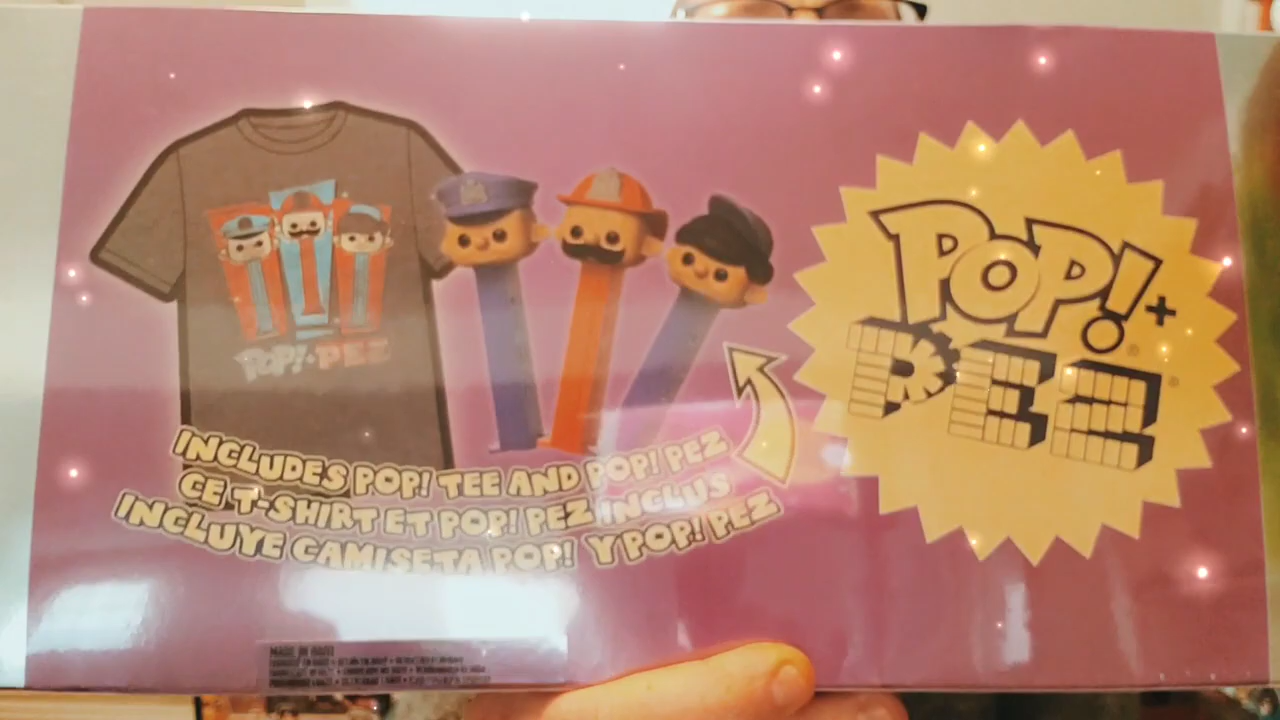 POP! + PEZ
INCLUDES POP! TEE AND POP! PEZ
CE T-SHIRT ET POP! PEZ INCLUS
INCLUYE CAMISETA POP! Y POP! PEZ
POP! +
PEZ
MADE IN HAITI